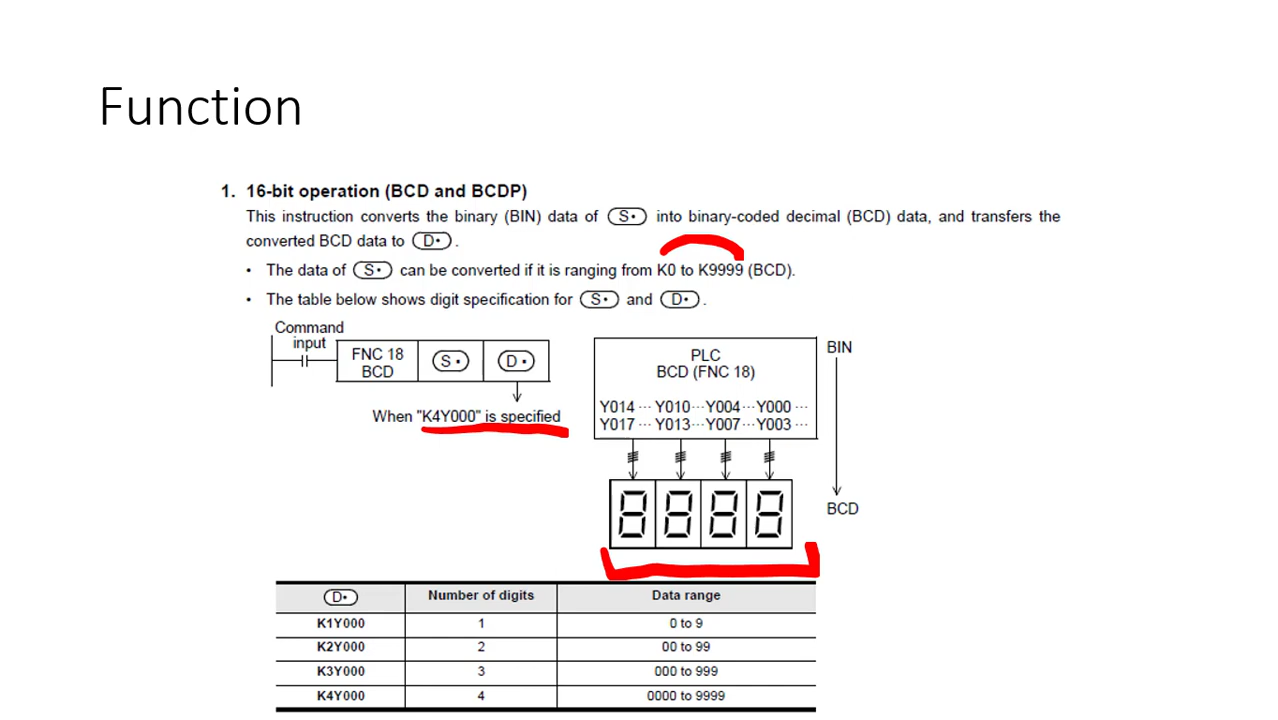 Function
1. 16-bit operation (BCD and BCDP)
This instruction converts the binary (BIN) data of (S•) into binary-coded decimal (BCD) data, and transfers the
converted BCD data to (D•).
• The data of (S•) can be converted if it is ranging from K0 to K9999 (BCD).
• The table below shows digit specification for (S•) and (D•).
Command
input
FNC 18
BCD
S•
D•
When "K4Y000" is specified
PLC
BCD (FNC 18)
Y014 ··· Y010 ··· Y004 ··· Y000 ···
Y017 ··· Y013 ··· Y007 ··· Y003 ···
BIN
8 8 8 8
BCD
D• Number of digits Data range
K1Y000 1 0 to 9
K2Y000 2 00 to 99
K3Y000 3 000 to 999
K4Y000 4 0000 to 9999